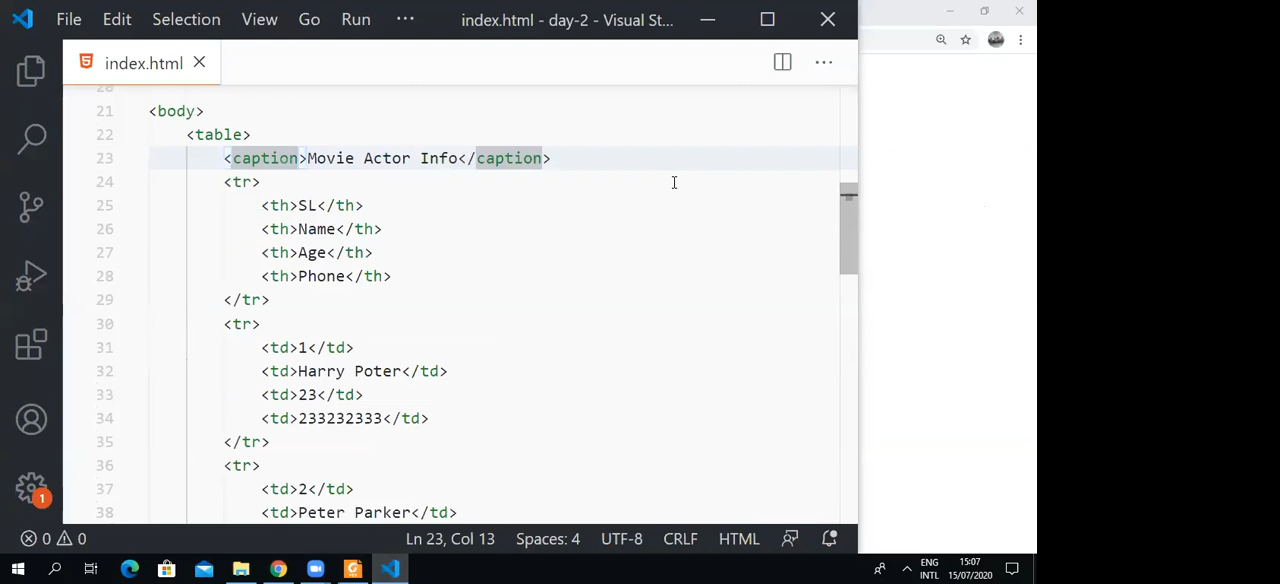 File Edit Selection View Go Run ··· index.html - day-2 - Visual St...
index.html
20
21 <body>
22 <table>
23 <caption>Movie Actor Info</caption>
24 <tr>
25 <th>SL</th>
26 <th>Name</th>
27 <th>Age</th>
28 <th>Phone</th>
29 </tr>
30 <tr>
31 <td>1</td>
32 <td>Harry Poter</td>
33 <td>23</td>
34 <td>233232333</td>
35 </tr>
36 <tr>
37 <td>2</td>
38 <td>Peter Parker</td>
1
0 0 Ln 23, Col 13 Spaces: 4 UTF-8 CRLF HTML
ENG 15:07
INTL 15/07/2020